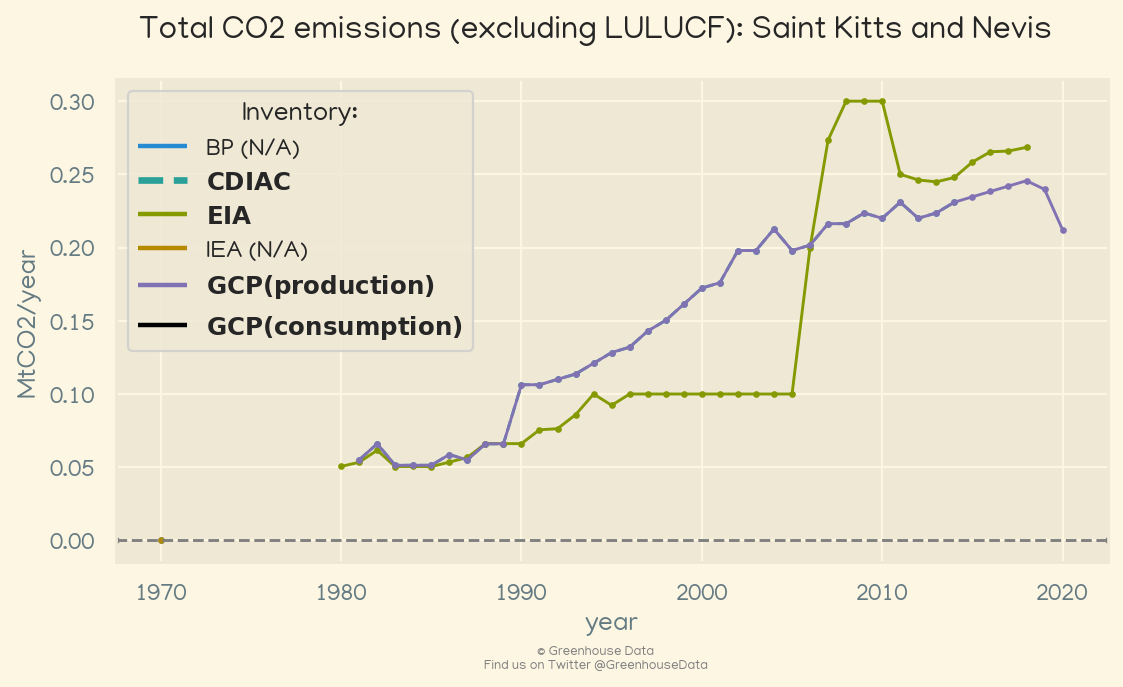 Total CO2 emissions (excluding LULUCF): Saint Kitts and Nevis
MtCO2/year
0.30
0.25
0.20
0.15
0.10
0.05
0.00
Inventory:
BP (N/A)
CDIAC
EIA
IEA (N/A)
GCP(production)
GCP(consumption)
1970 1980 1990 2000 2010 2020
year
© Greenhouse Data
Find us on Twitter @GreenhouseData